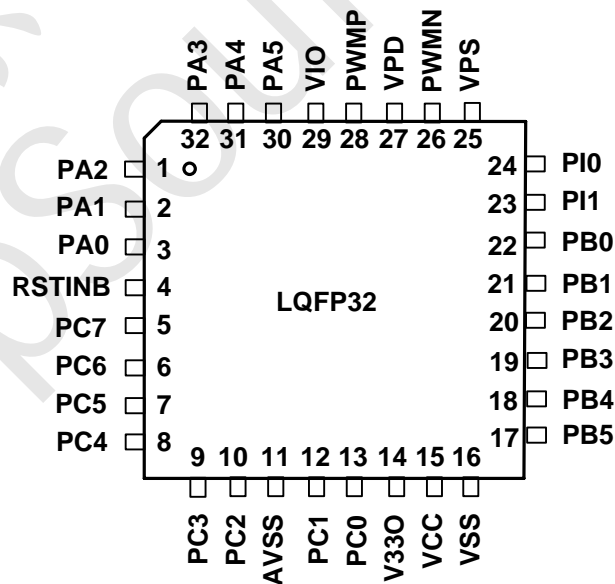 PA3 PA4 PA5 VIO PWMP VPD PWMN VPS
32 31 30 29 28 27 26 25
PA2 1 24 PI0
PA1 2 23 PI1
PA0 3 22 PB0
RSTINB 4 21 PB1
PC7 5 20 PB2
PC6 6 19 PB3
PC5 7 18 PB4
PC4 8 17 PB5
LQFP32
9 10 11 12 13 14 15 16
PC3 PC2 AVSS PC1 PC0 V33O VCC VSS